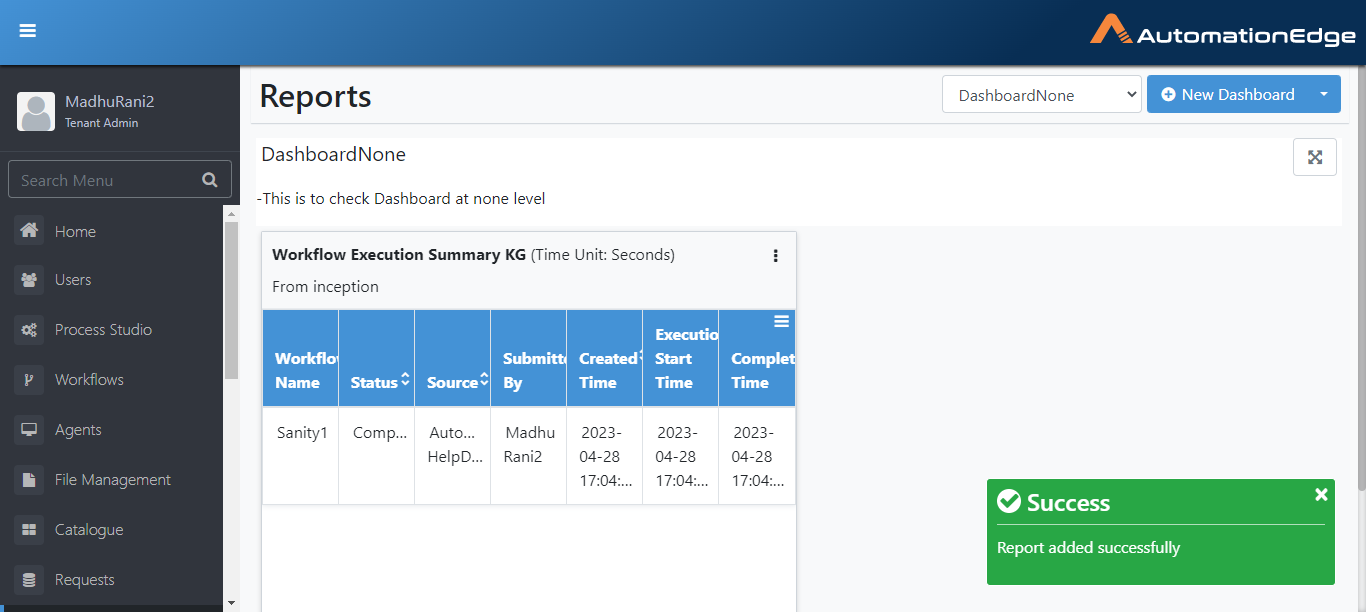 AutomationEdge
MadhuRani2
Tenant Admin
Search Menu
Home
Users
Process Studio
Workflows
Agents
File Management
Catalogue
Requests
Reports
DashboardNone
New Dashboard
DashboardNone
-This is to check Dashboard at none level
Workflow Execution Summary KG (Time Unit: Seconds)
From inception
Workflo
Name
Status
Source
Submitte
By
Created
Time
Executio
Start
Time
Complet
Time
Sanity1
Comp...
Auto...
HelpD...
Madhu
Rani2
2023-
04-28
17:04:...
2023-
04-28
17:04:...
2023-
04-28
17:04:...
Success
Report added successfully